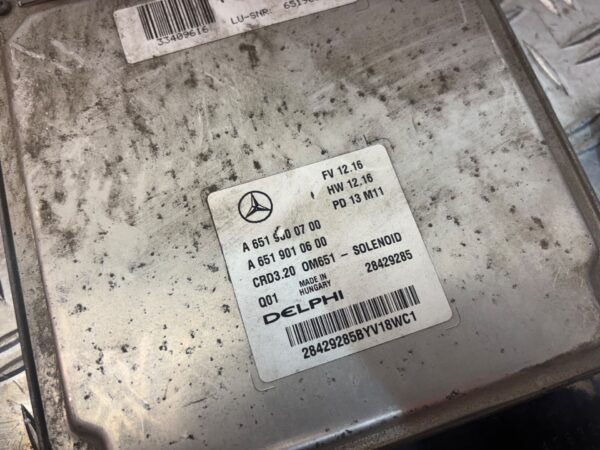 33409616 LU-SNR:
FV 12.16
HW 12.16
PD 13 M11
A 651 900 07 00
A 651 901 06 00
CRD3.20 OM651 - SOLENOID
001 MADE IN HUNGARY 28429285
DELPHI
28429285BYV18WC1